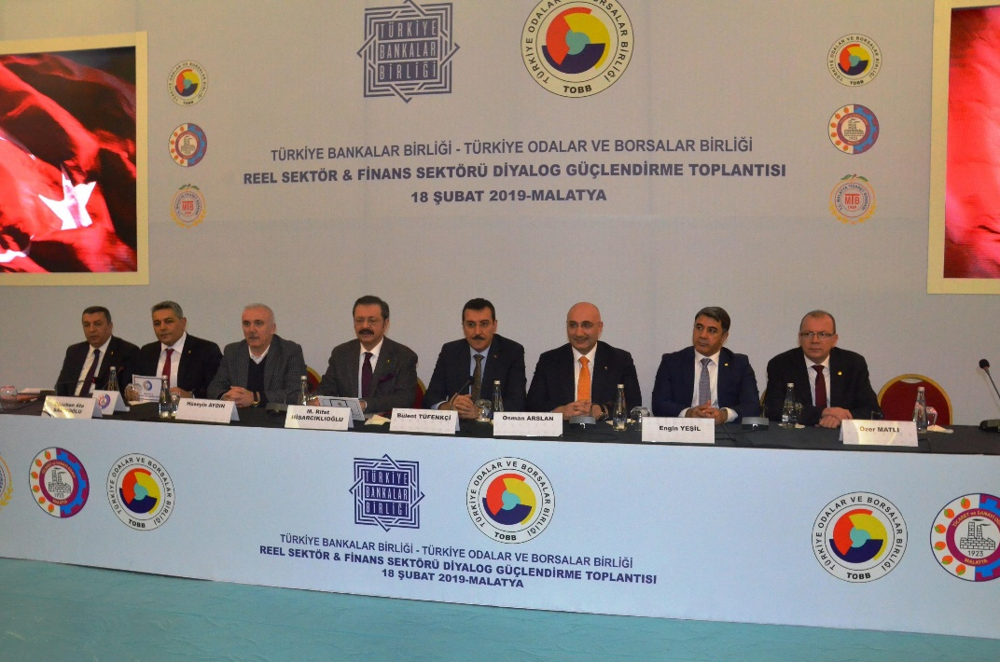 TÜRKİYE
BANKALAR
BİRLİĞİ
TÜRKİYE ODALAR VE BORSALAR BİRLİĞİ
TOBB
TÜRKİYE BANKALAR BİRLİĞİ - TÜRKİYE ODALAR VE BORSALAR BİRLİĞİ
REEL SEKTÖR & FİNANS SEKTÖRÜ DİYALOG GÜÇLENDİRME TOPLANTISI
18 ŞUBAT 2019-MALATYA
MTB
MTB
Hüseyin AYDIN
M. Rifat
HİSARCIKLIOĞLU
Bülent TÜFENKÇİ
Osman ARSLAN
Engin YEŞİL
Özer MATLI
TÜRKİYE ODALAR VE BORSALAR BİRLİĞİ
TOBB
TÜRKİYE
BANKALAR
BİRLİĞİ
TÜRKİYE ODALAR VE BORSALAR BİRLİĞİ
TOBB
TÜRKİYE ODALAR VE BORSALAR BİRLİĞİ
TOBB
TİCARET ve SANAYİ
1923
MALATYA
TÜRKİYE BANKALAR BİRLİĞİ - TÜRKİYE ODALAR VE BORSALAR BİRLİĞİ
REEL SEKTÖR & FİNANS SEKTÖRÜ DİYALOG GÜÇLENDİRME TOPLANTISI
18 ŞUBAT 2019-MALATYA